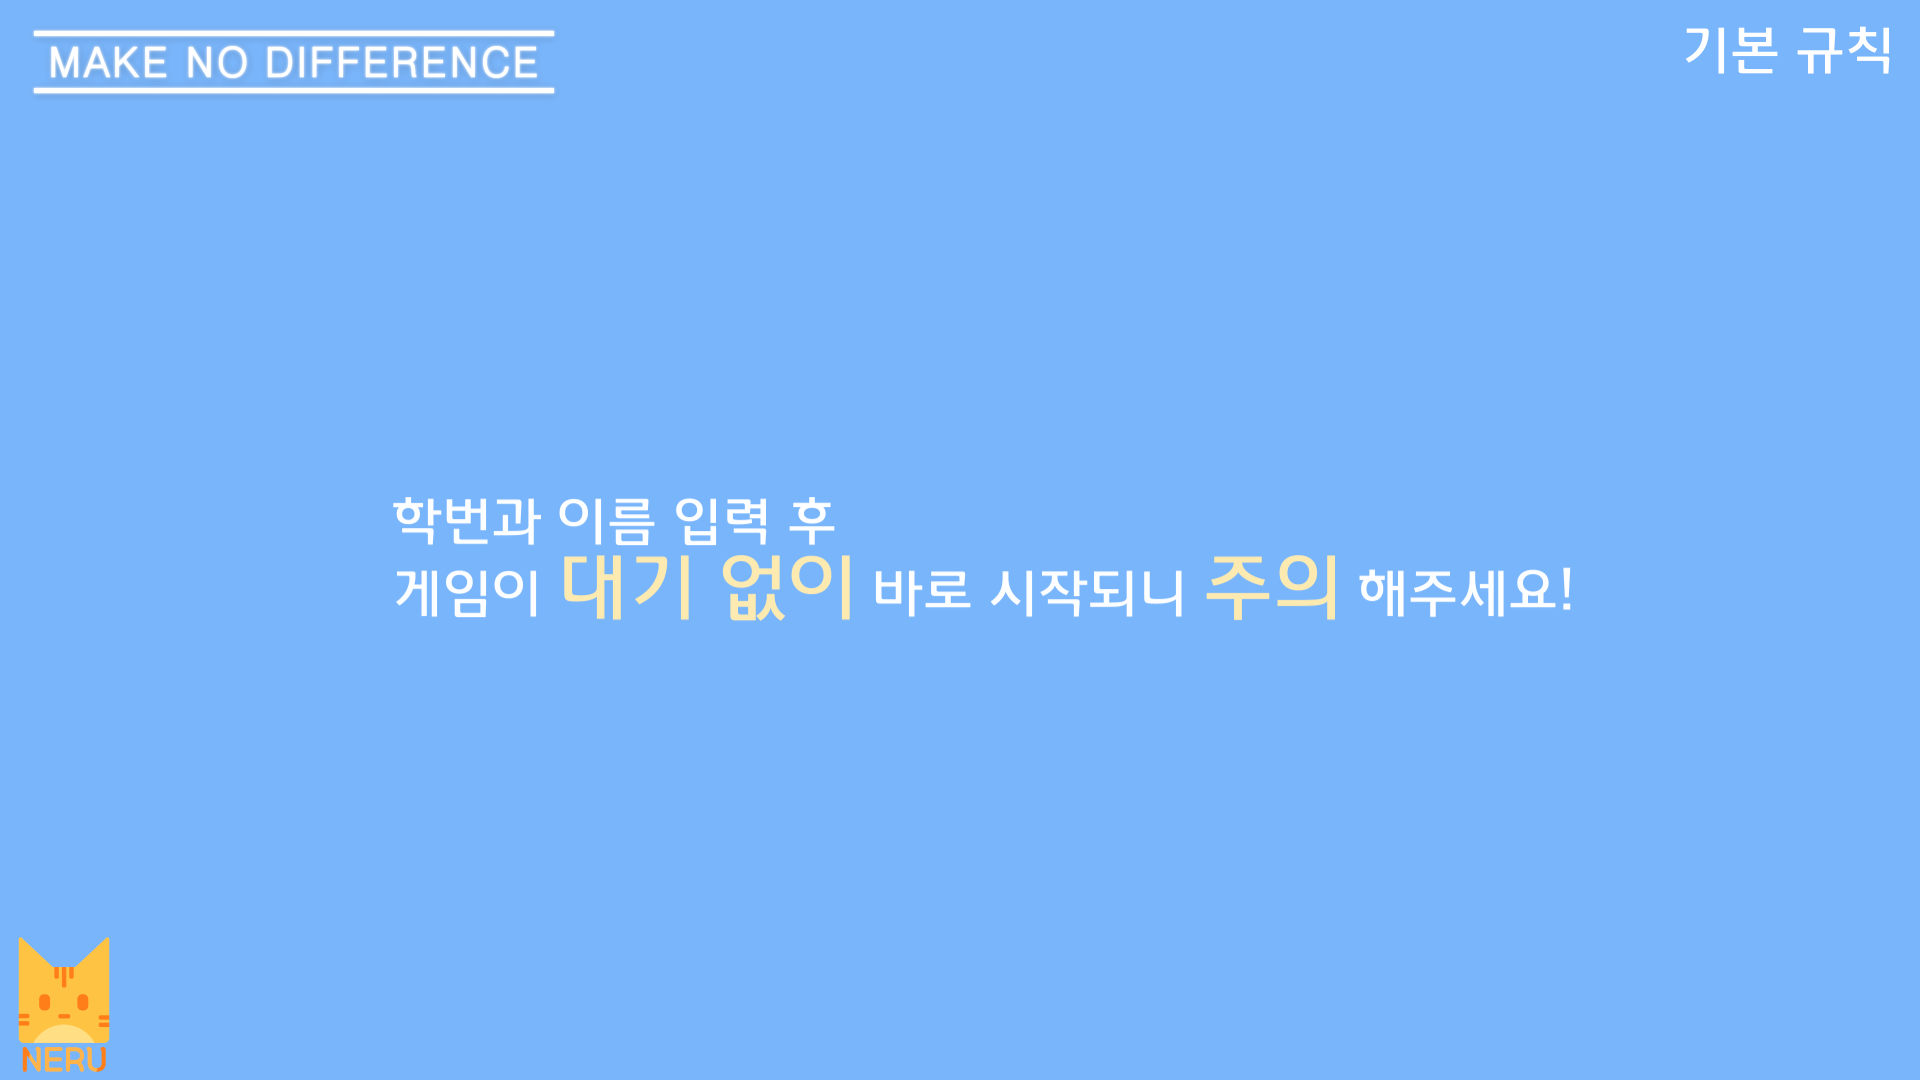 MAKE NO DIFFERENCE
기본 규칙
학번과 이름 입력 후
게임이 대기 없이 바로 시작되니 주의 해주세요!
NERU